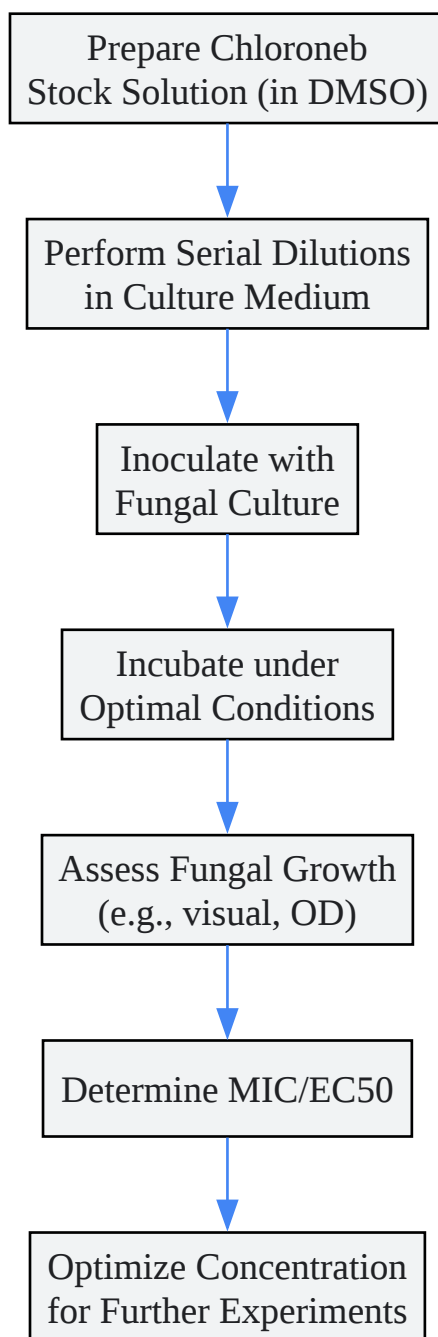 Prepare Chloroneb
Stock Solution (in DMSO)
Perform Serial Dilutions
in Culture Medium
Inoculate with
Fungal Culture
Incubate under
Optimal Conditions
Assess Fungal Growth
(e.g., visual, OD)
Determine MIC/EC50
Optimize Concentration
for Further Experiments